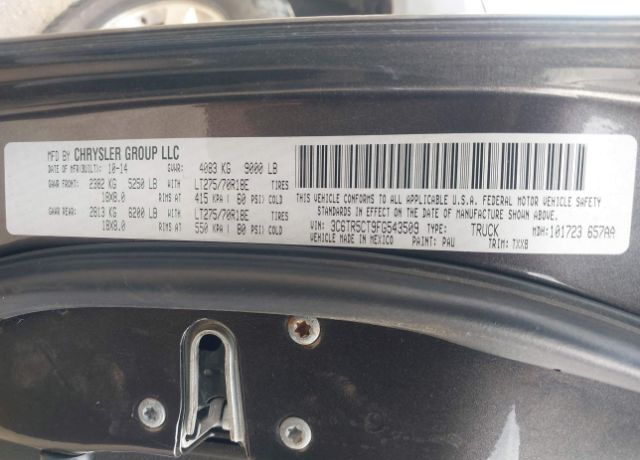 MFD BY CHRYSLER GROUP LLC
DATE OF MFR(BUILT): 10-14 GVWR: 4083 KG 9000 LB
GAWR FRONT: 2382 KG 5250 LB WITH LT275/70R18E TIRES
18X8.0 RIMS AT 415 KPA ( 60 PSI) COLD
GAWR REAR: 2813 KG 6200 LB WITH LT275/70R18E TIRES
18X8.0 RIMS AT 550 KPA ( 80 PSI) COLD
THIS VEHICLE CONFORMS TO ALL APPLICABLE U.S.A. FEDERAL MOTOR VEHICLE SAFETY
STANDARDS IN EFFECT ON THE DATE OF MANUFACTURE SHOWN ABOVE.
VIN: 3C6TR5CT9FG543509 TYPE: TRUCK MDH: 101723 657AA
VEHICLE MADE IN MEXICO PAINT: PAU TRIM: TXX8